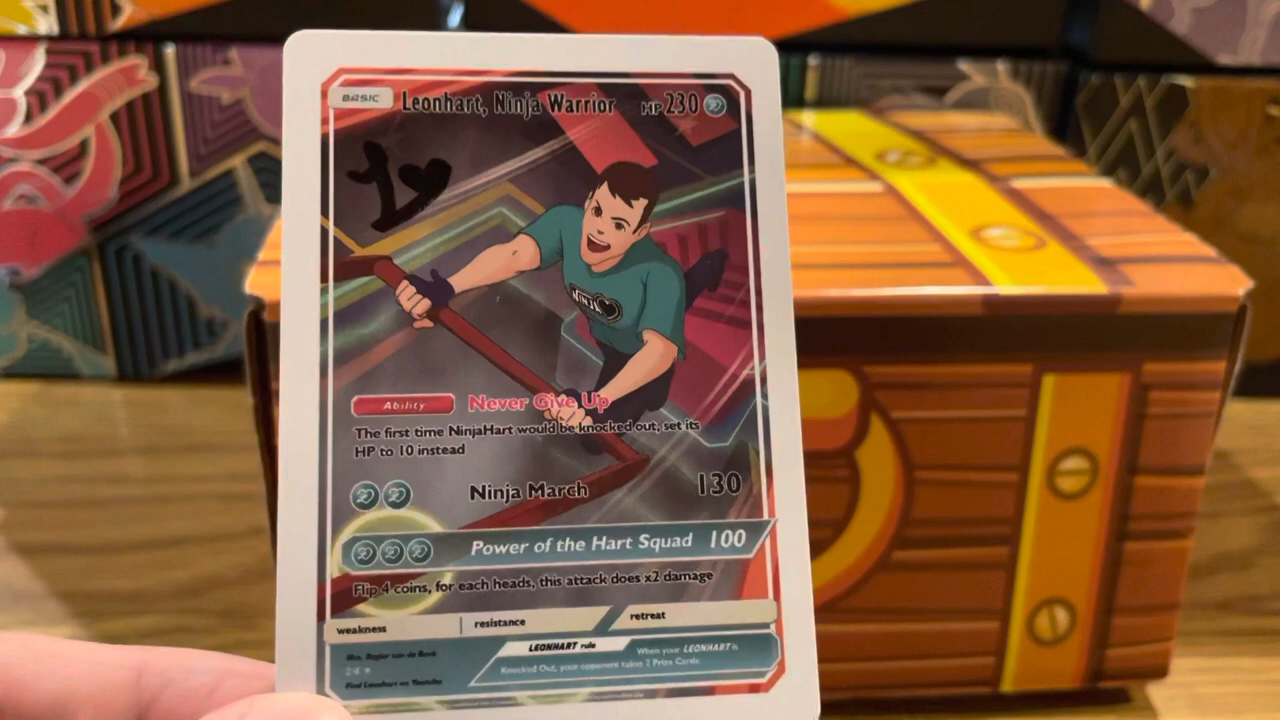 BASIC Leonhart, Ninja Warrior HP 230
NINJA
Ability Never Give Up
The first time NinjaHart would be knocked out, set its
HP to 10 instead
Ninja March 130
Power of the Hart Squad 100
Flip 4 coins, for each heads, this attack does x2 damage
weakness resistance retreat
LEONHART rule When your LEONHART is
Knocked Out, your opponent takes 2 Prize Cards.
Find Leonhart on Youtube